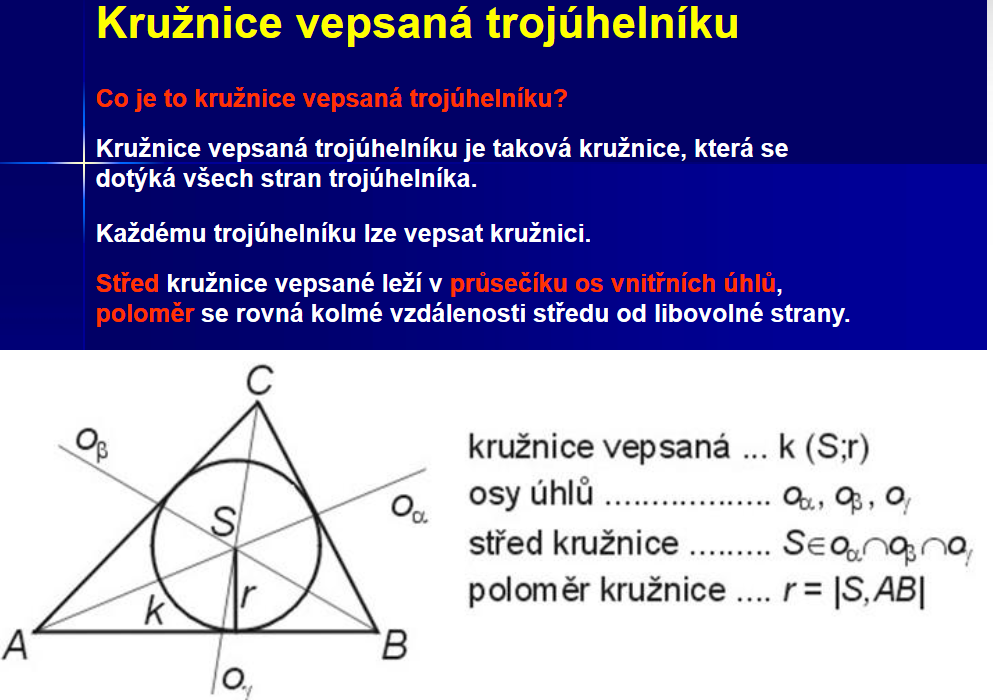 Kružnice vepsaná trojúhelníku
Co je to kružnice vepsaná trojúhelníku?
Kružnice vepsaná trojúhelníku je taková kružnice, která se
dotýká všech stran trojúhelníka.
Každému trojúhelníku lze vepsat kružnici.
Střed kružnice vepsané leží v průsečíku os vnitřních úhlů,
poloměr se rovná kolmé vzdálenosti středu od libovolné strany.
C
oβ
oα
S
k
r
A
B
oγ
kružnice vepsaná ... k (S;r)
osy úhlů .................. oα, oβ, oγ
střed kružnice ......... S∈oα∩oβ∩oγ
poloměr kružnice .... r = |S,AB|